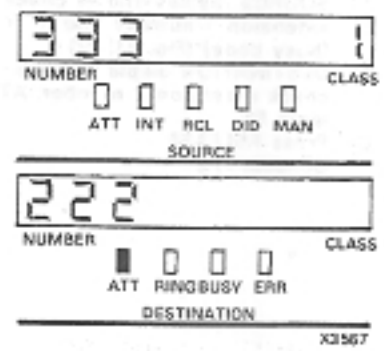 333 1
NUMBER CLASS
ATT INT RCL DID MAN
SOURCE
222
NUMBER CLASS
ATT RING BUSY ERR
DESTINATION
X3567